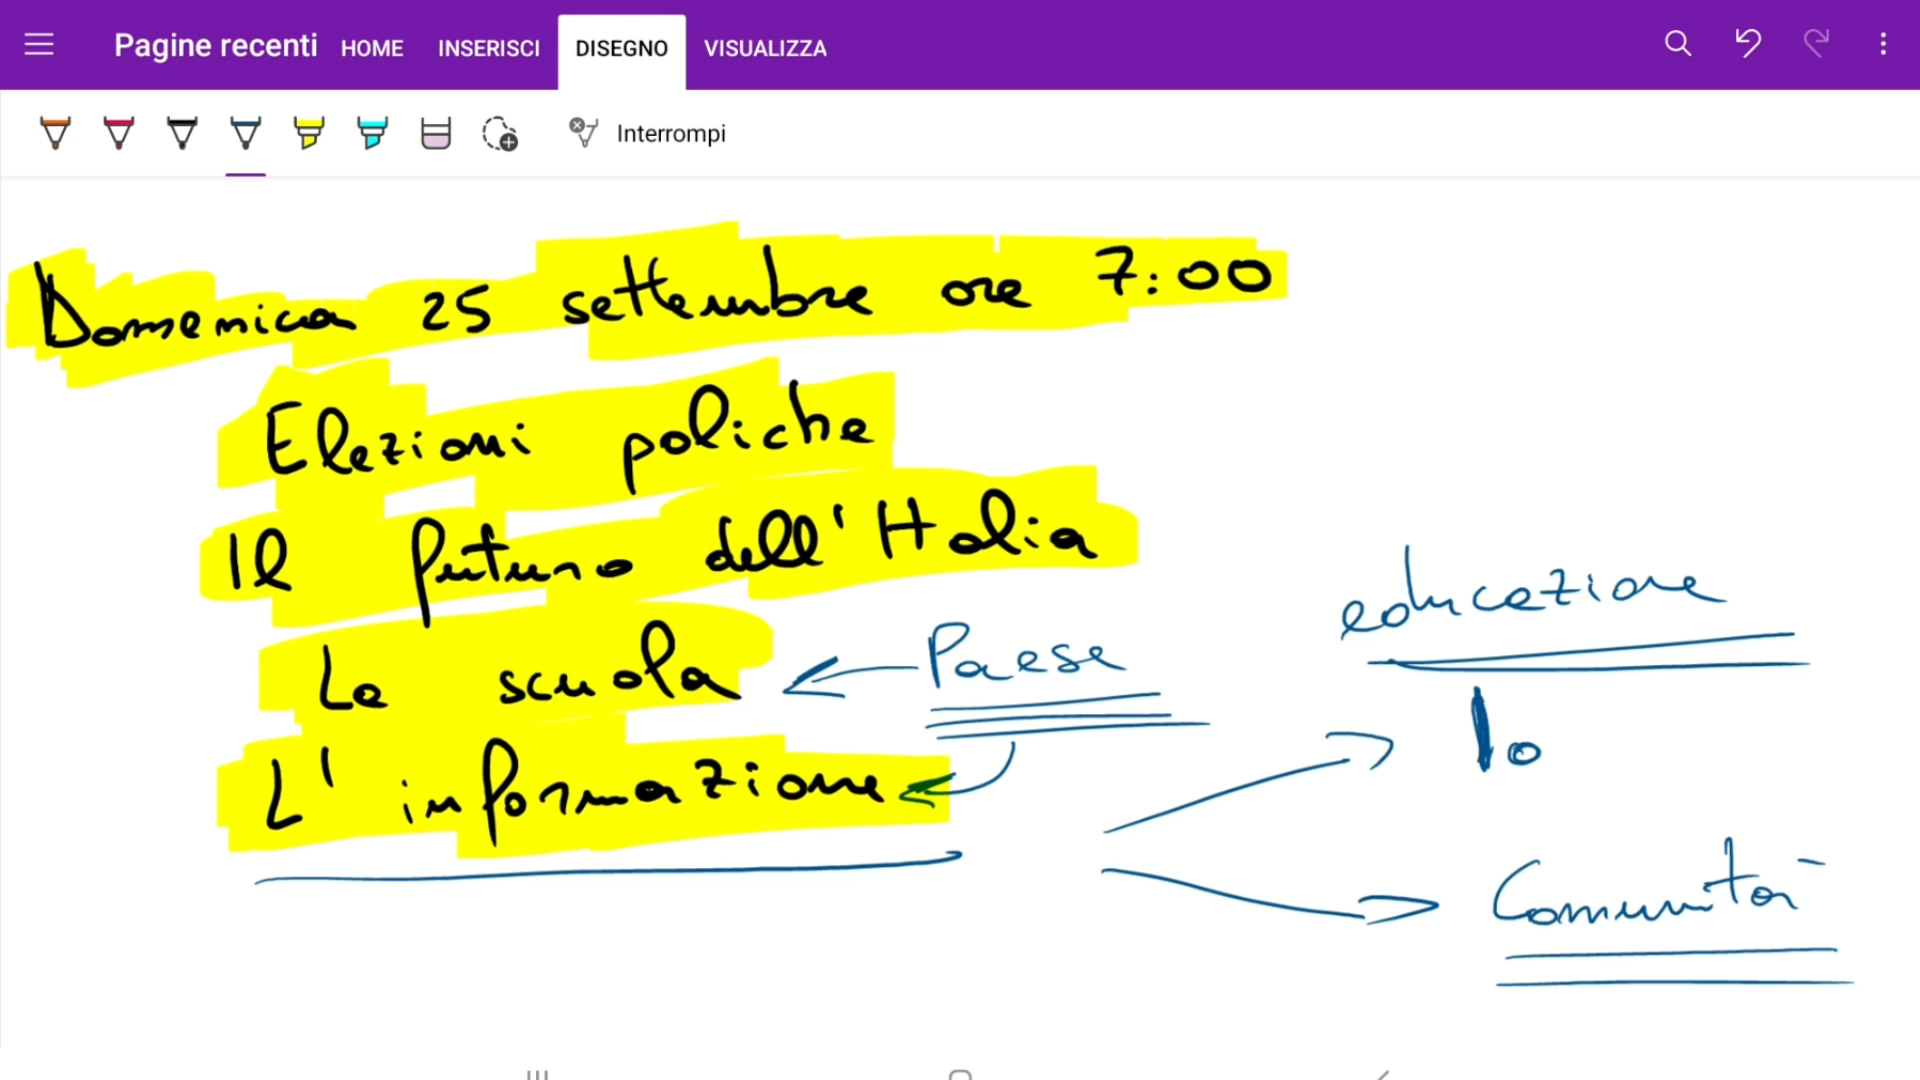 Pagine recenti HOME INSERISCI DISEGNO VISUALIZZA
Interrompi
Domenica 25 settembre ore 7:00
Elezioni poliche
Il futuro dell'Italia
La scuola
L'informazione
Paese
educazione
Io
Comunità